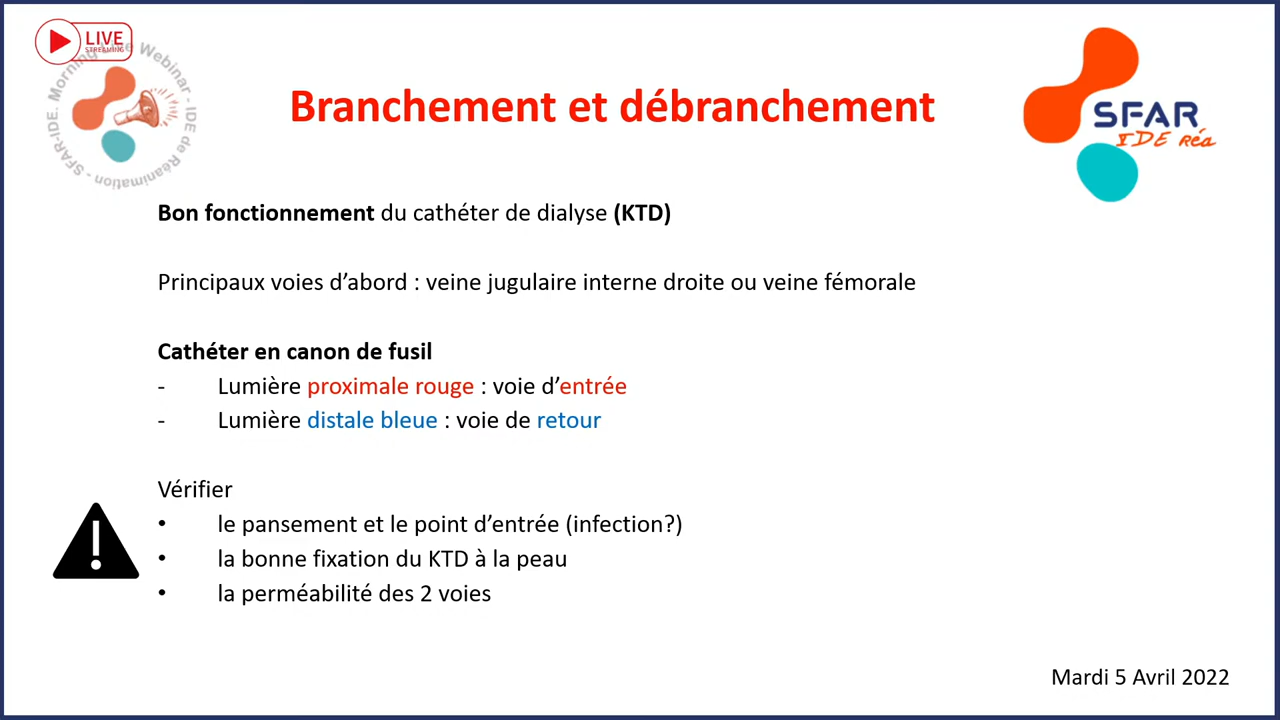 LIVE
STREAMING
SFAR-IDE. Morning Live Webinar - IDE de Réanimation -
Branchement et débranchement
SFAR
IDE Réa
Bon fonctionnement du cathéter de dialyse (KTD)
Principaux voies d’abord : veine jugulaire interne droite ou veine fémorale
Cathéter en canon de fusil
- Lumière proximale rouge : voie d’entrée
- Lumière distale bleue : voie de retour
Vérifier
• le pansement et le point d’entrée (infection?)
• la bonne fixation du KTD à la peau
• la perméabilité des 2 voies
Mardi 5 Avril 2022